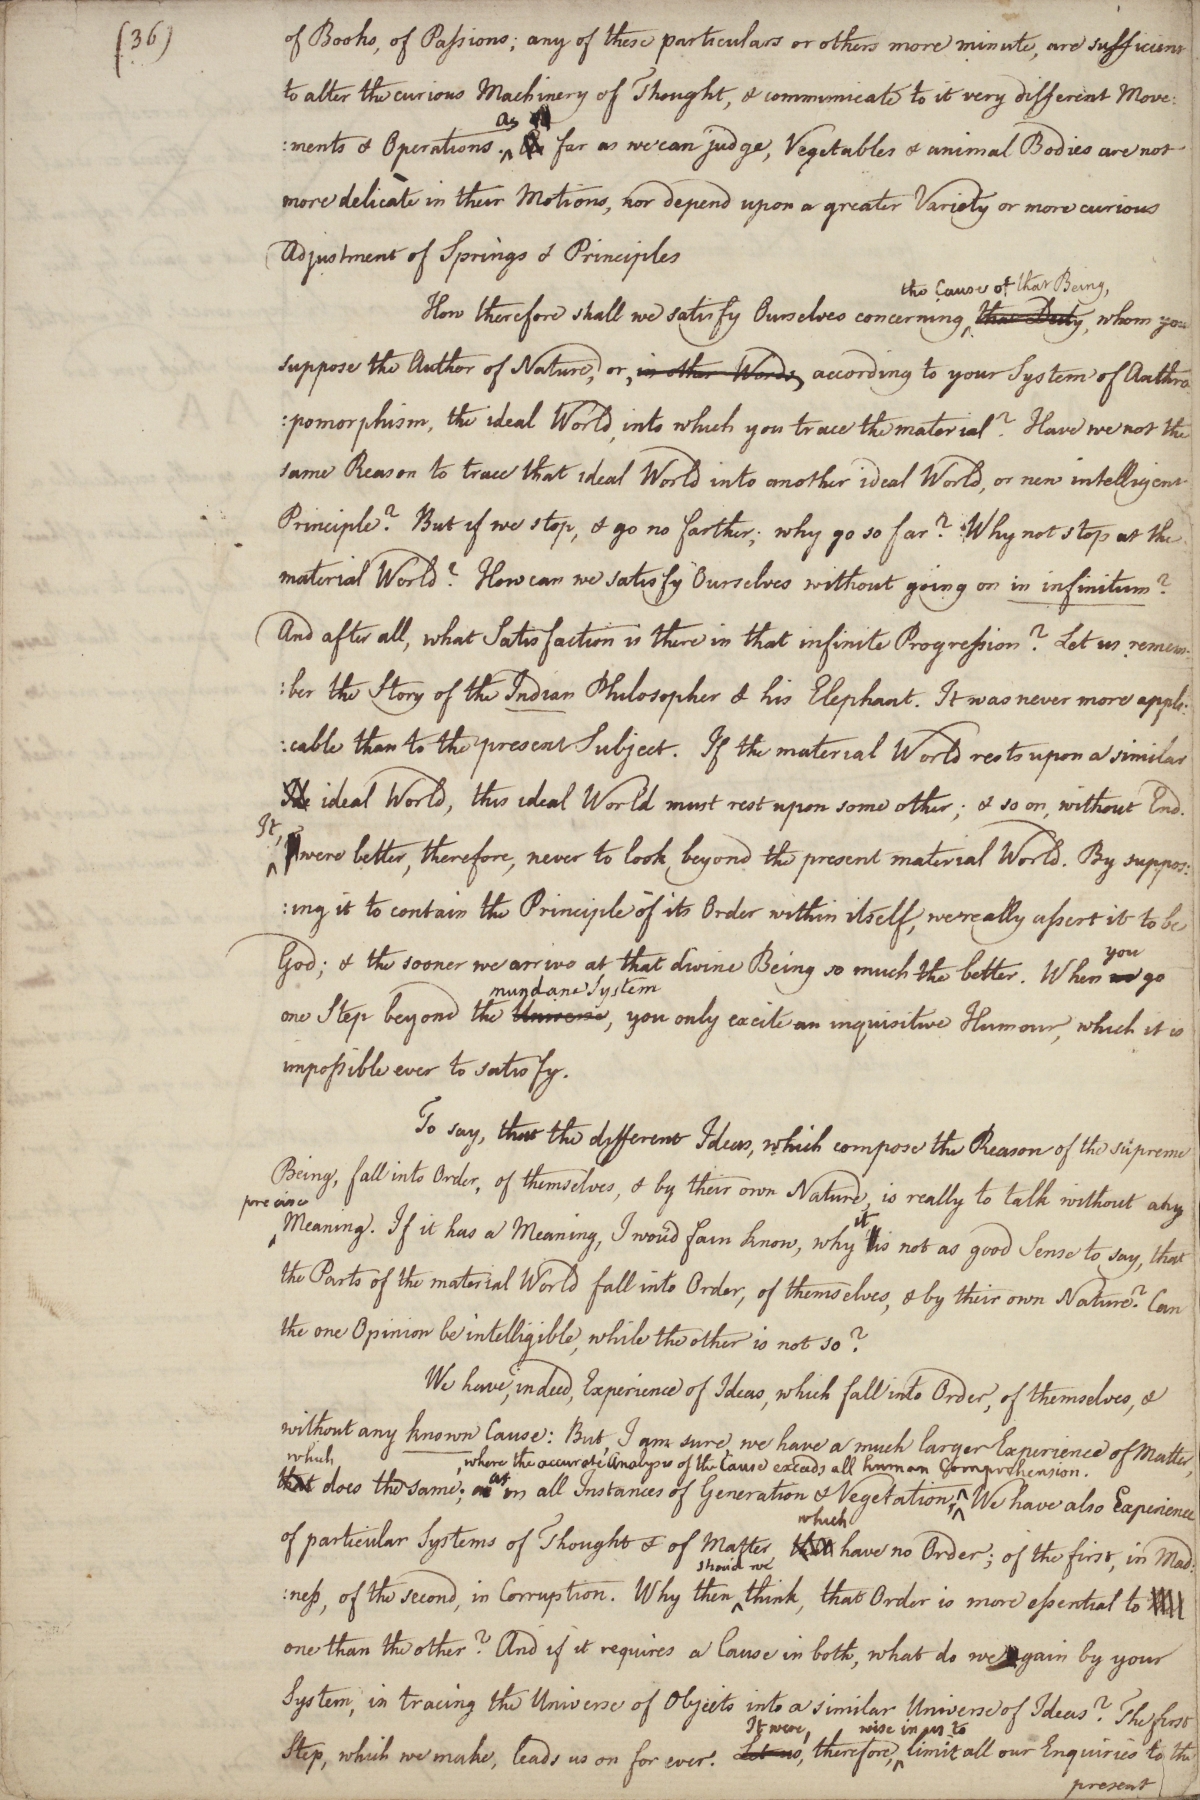 (36)
of Books, of Passions; any of these particulars or others more minute, are sufficient
to alter the curious Machinery of Thought, & communicate to it very different Move:
as
:ments & Operations. far as we can judge, Vegetables & animal Bodies are not
more delicate in their Motions, nor depend upon a greater Variety or more curious
Adjustment of Springs & Principles
the Cause of that Being,
How therefore shall we satisfy Ourselves concerning that Deity, whom you
suppose the Author of Nature, or, in other Words, according to your System of Anthro
:pomorphism, the ideal World, into which you trace the material? Have we not the
same Reason to trace that ideal World into another ideal World, or new intelligent
Principle? But if we stop, & go no farther; why go so far? Why not stop at the
material World? How can we satisfy Ourselves without going on in infinitum?
And after all, what Satisfaction is there in that infinite Progression? Let us remem:
:ber the Story of the Indian Philosopher & his Elephant. It was never more appli:
:cable than to the present Subject. If the material World rests upon a similar
ideal World, this ideal World must rest upon some other; & so on, without End.
It,
were better, therefore, never to look beyond the present material World. By suppos:
:ing it to contain the Principle of its Order within itself, we really assert it to be
God; & the sooner we arrive at that divine Being so much the better. When we go
you
mundane System
one Step beyond the Universe, you only excite an inquisitive Humour, which it is
impossible ever to satisfy.
To say, that the different Ideas, which compose the Reason of the supreme
Being, fall into Order, of themselves, & by their own Nature, is really to talk without any
precise
Meaning. If it has a Meaning, I wou'd fain know, why it is not as good Sense to say, that
the Parts of the material World fall into Order, of themselves, & by their own Nature? Can
the one Opinion be intelligible, while the other is not so?
We have, indeed, Experience of Ideas, which fall into Order, of themselves, &
without any known Cause: But, I am sure, we have a much larger Experience of Matter,
which , where the accurate Analysis of the Cause exceeds all human Comprehension.
that does the same; as in all Instances of Generation & Vegetation; We have also Experience
of particular Systems of Thought & of Matter which have no Order; of the first, in Mad:
shoud we
:ness, of the second, in Corruption. Why then think, that Order is more essential to
one than the other? And if it requires a Cause in both, what do we gain by your
System, in tracing the Universe of Objects into a similar Universe of Ideas? The first
It were, wise in us to
Step, which we make, leads us on for ever. Let us, therefore, limit all our Enquiries to the
present